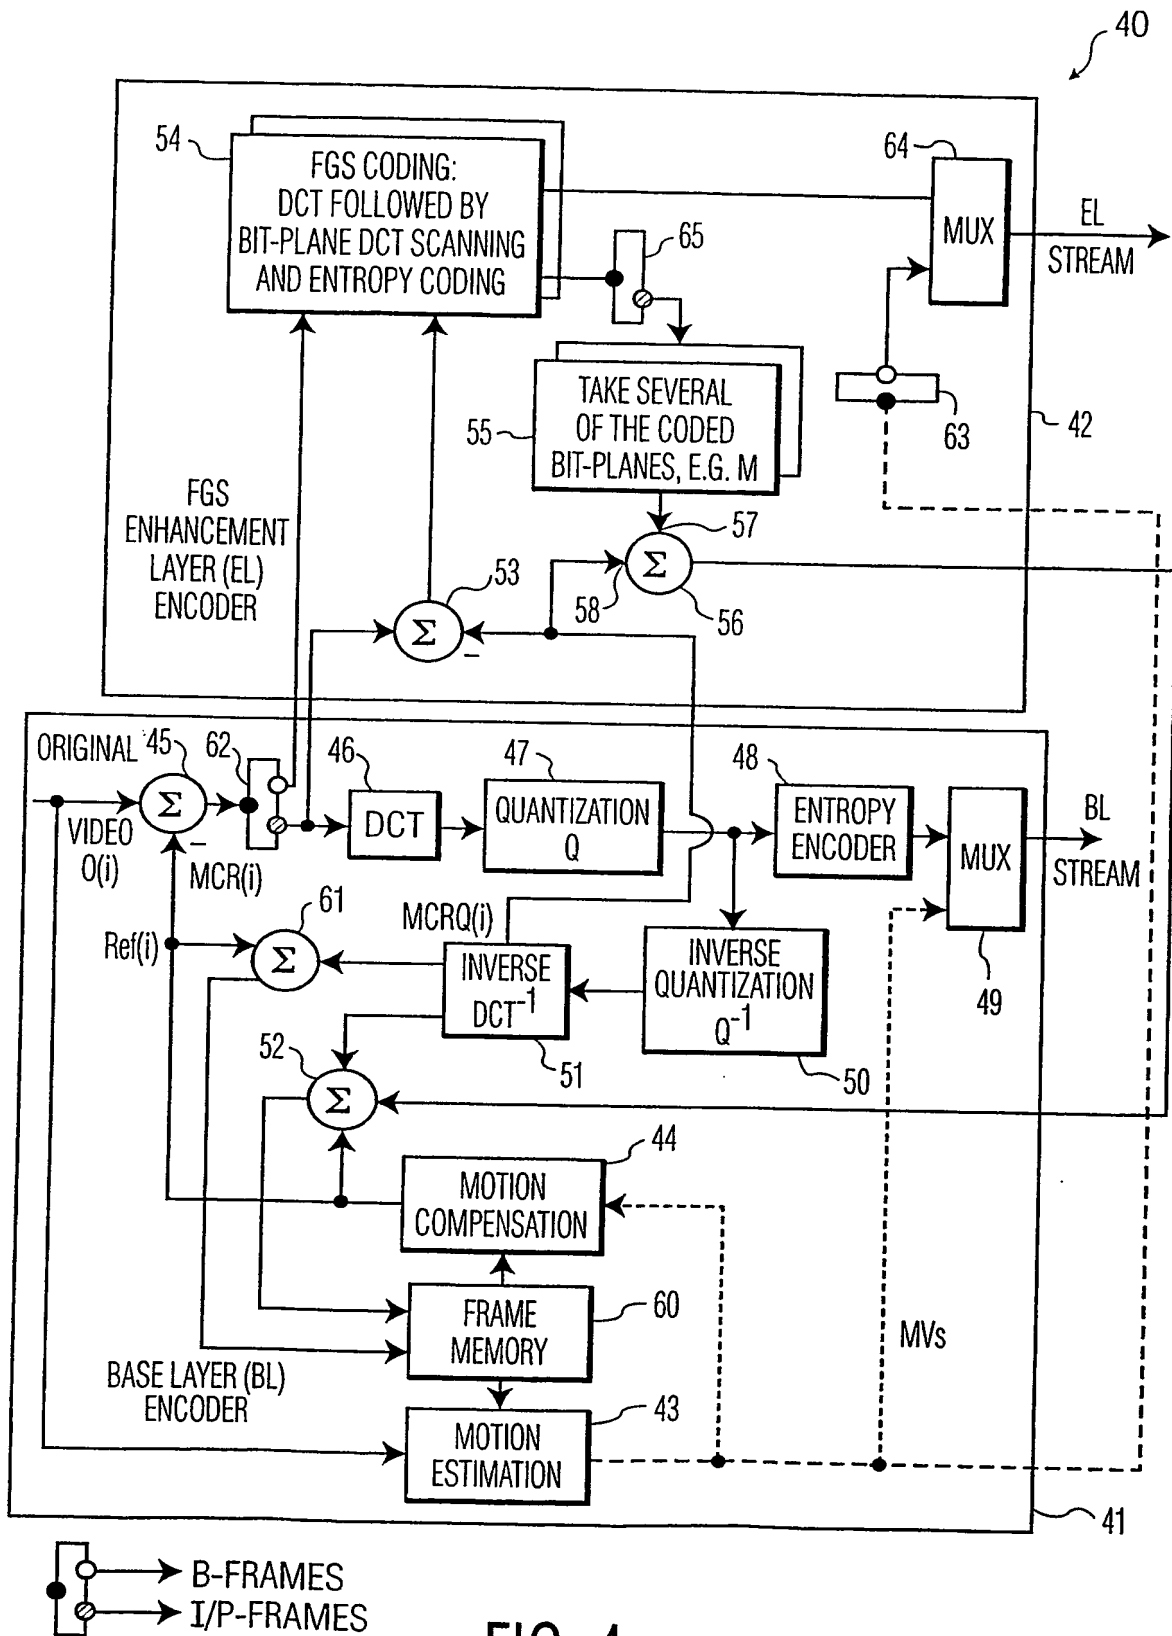 40
54
FGS CODING:
DCT FOLLOWED BY
BIT-PLANE DCT SCANNING
AND ENTROPY CODING
65
64
MUX
EL
STREAM
55
TAKE SEVERAL
OF THE CODED
BIT-PLANES, E.G. M
63
42
FGS
ENHANCEMENT
LAYER (EL)
ENCODER
57
Σ
58
56
53
Σ
−
ORIGINAL
45
62
46
47
48
Σ
VIDEO
O(i)
−
MCR(i)
DCT
QUANTIZATION
Q
ENTROPY
ENCODER
MUX
BL
STREAM
49
Ref(i)
61
Σ
MCRQ(i)
INVERSE
DCT-1
51
INVERSE
QUANTIZATION
Q-1
50
52
Σ
44
MOTION
COMPENSATION
60
FRAME
MEMORY
MVs
BASE LAYER (BL)
ENCODER
43
MOTION
ESTIMATION
41
B-FRAMES
I/P-FRAMES